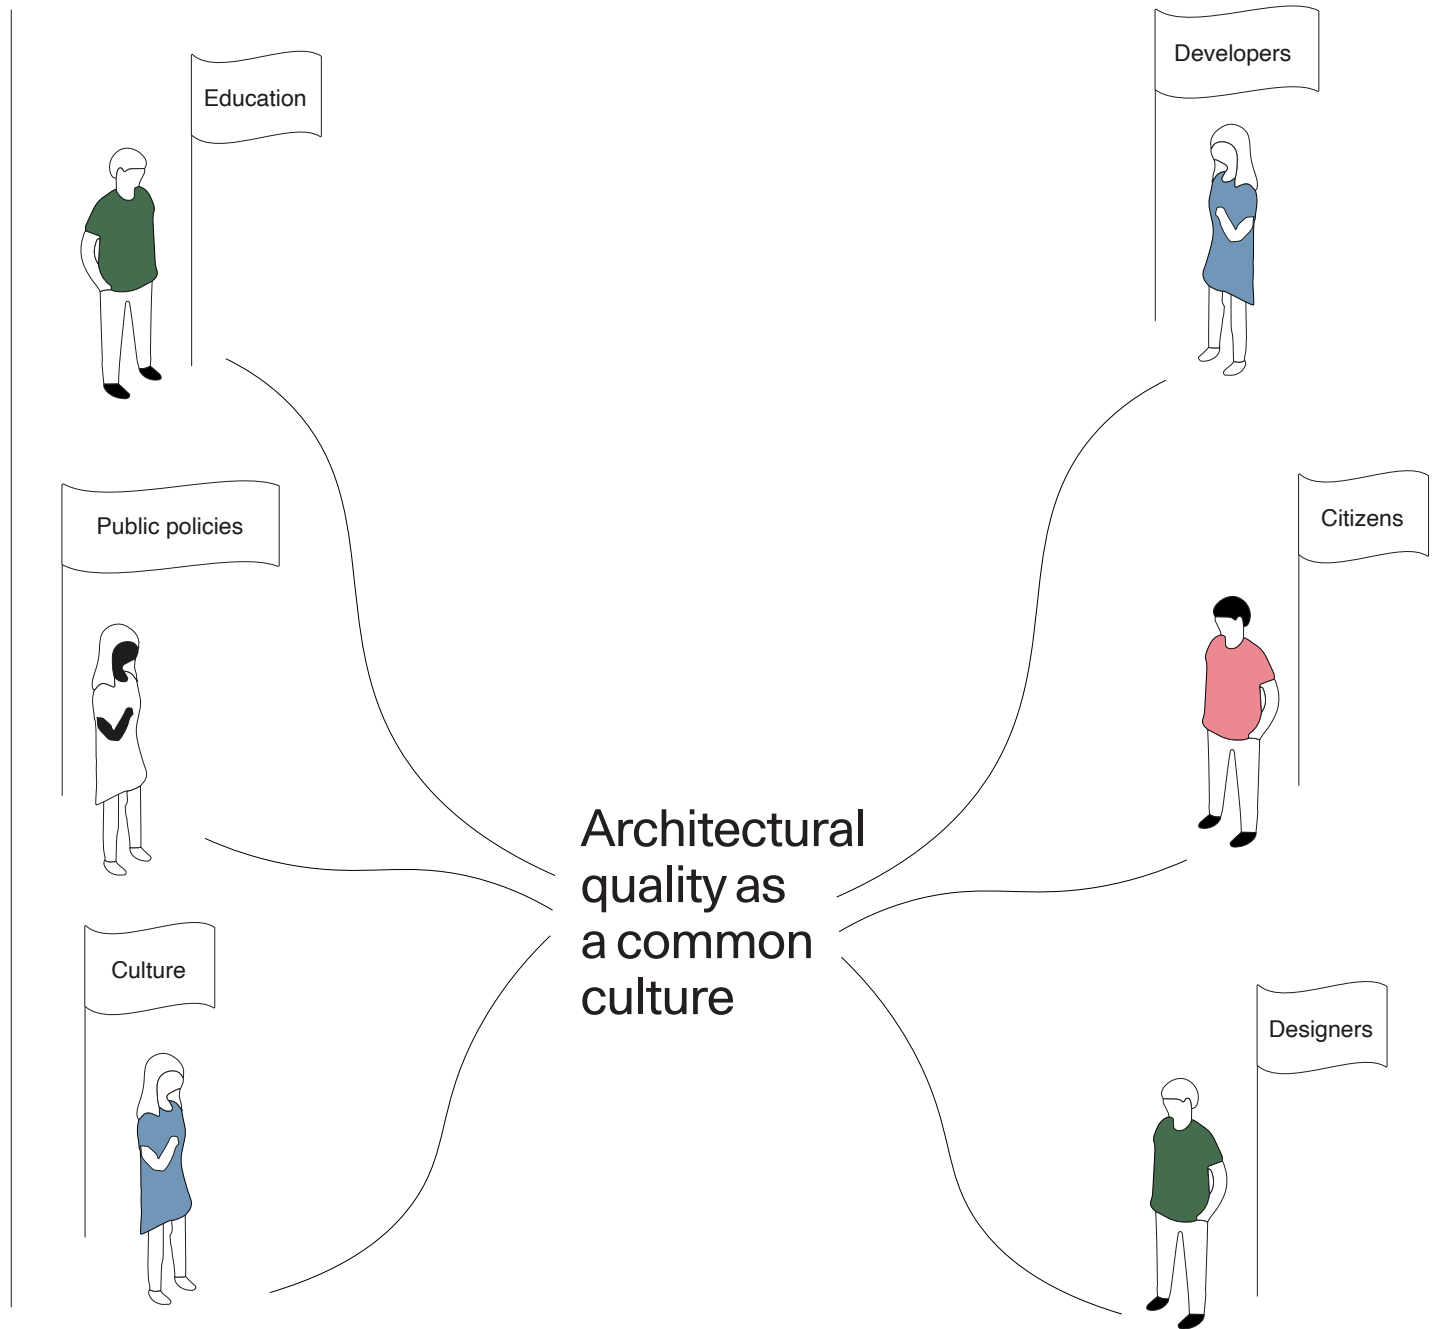 Education
Developers
Public policies
Citizens
Architectural
quality as
a common
culture
Culture
Designers